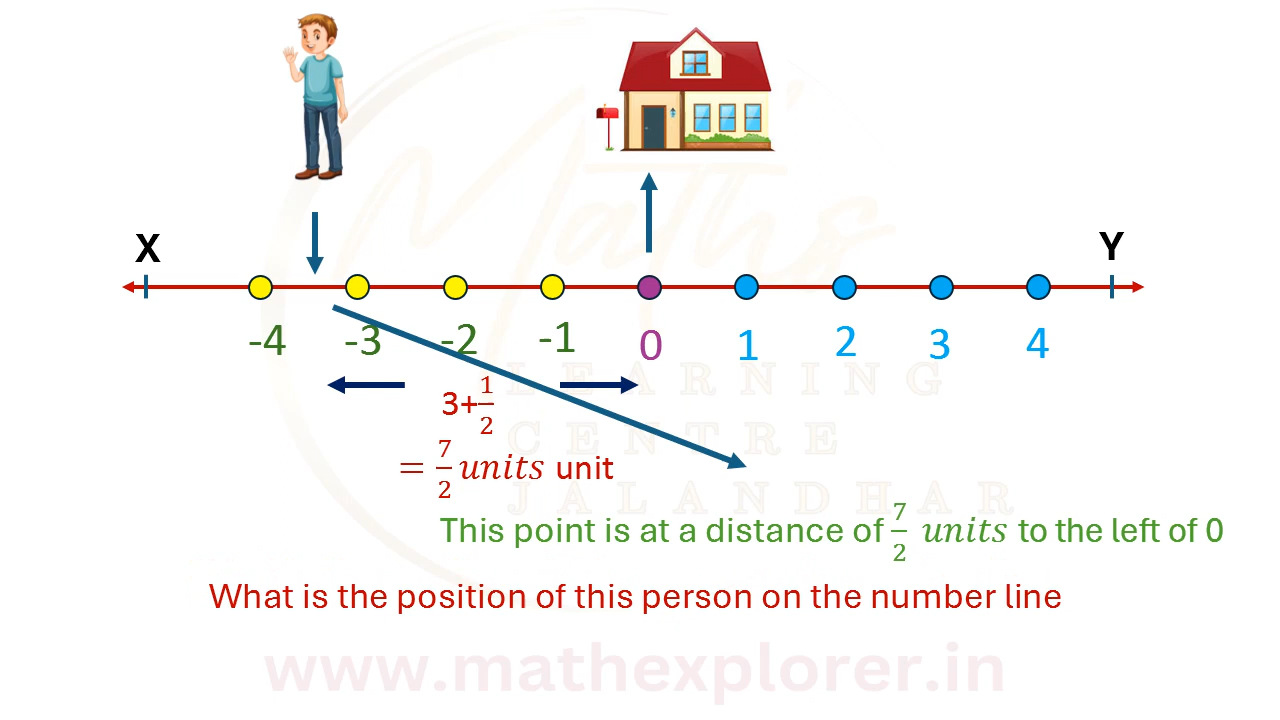 X
Y
-4 -3 -2 -1 0 1 2 3 4
3+1/2
= 7/2 units unit
This point is at a distance of 7/2 units to the left of 0
What is the position of this person on the number line
Maths
LEARNING
CENTRE
JALANDHAR
www.mathexplorer.in